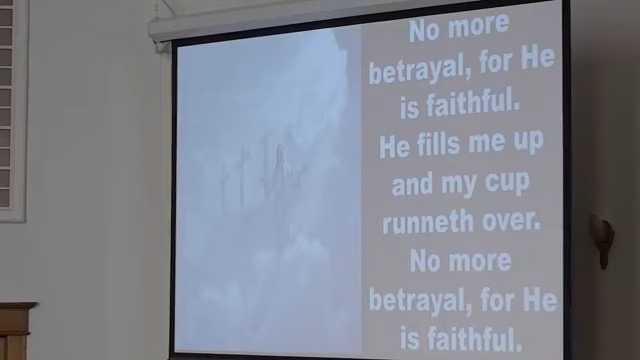 No more
betrayal, for He
is faithful.
He fills me up
and my cup
runneth over.
No more
betrayal, for He
is faithful.